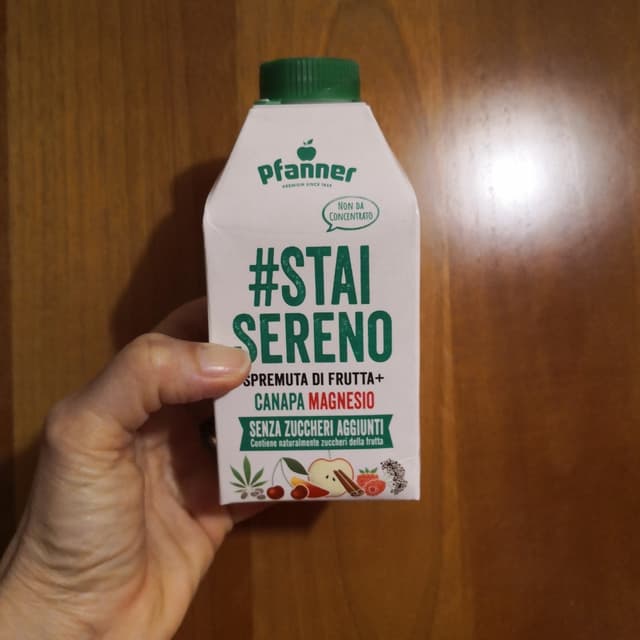 Pfanner
PREMIUM SINCE 1856
NON DA
CONCENTRATO
#STAI
SERENO
SPREMUTA DI FRUTTA+
CANAPA MAGNESIO
SENZA ZUCCHERI AGGIUNTI
Contiene naturalmente zuccheri della frutta